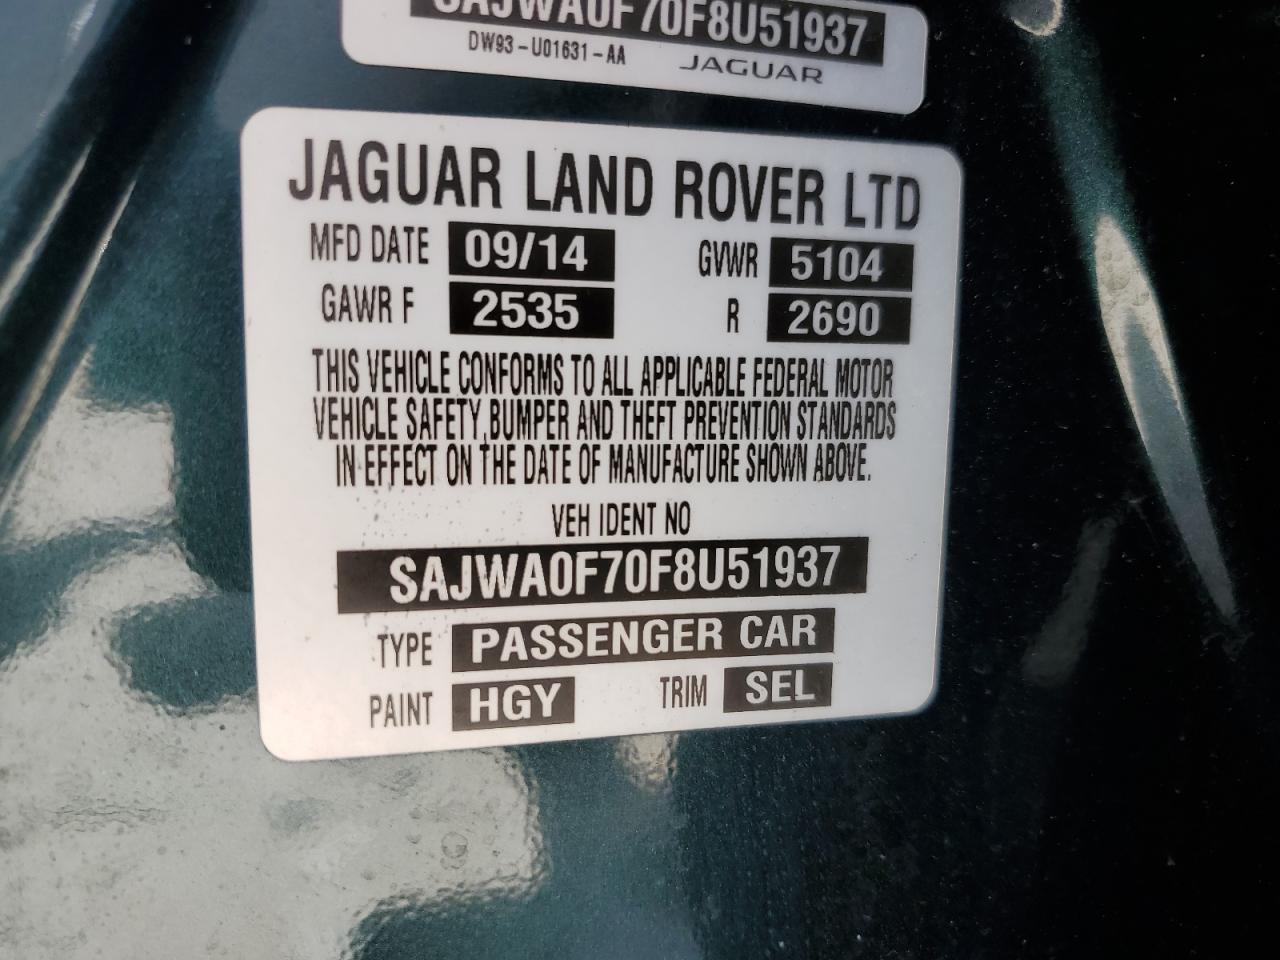 SAJWA0F70F8U51937
DW93-U01631-AA JAGUAR
JAGUAR LAND ROVER LTD
MFD DATE 09/14 GVWR 5104
GAWR F 2535 R 2690
THIS VEHICLE CONFORMS TO ALL APPLICABLE FEDERAL MOTOR
VEHICLE SAFETY, BUMPER AND THEFT PREVENTION STANDARDS
IN EFFECT ON THE DATE OF MANUFACTURE SHOWN ABOVE.
VEH IDENT NO
SAJWA0F70F8U51937
TYPE PASSENGER CAR
PAINT HGY TRIM SEL